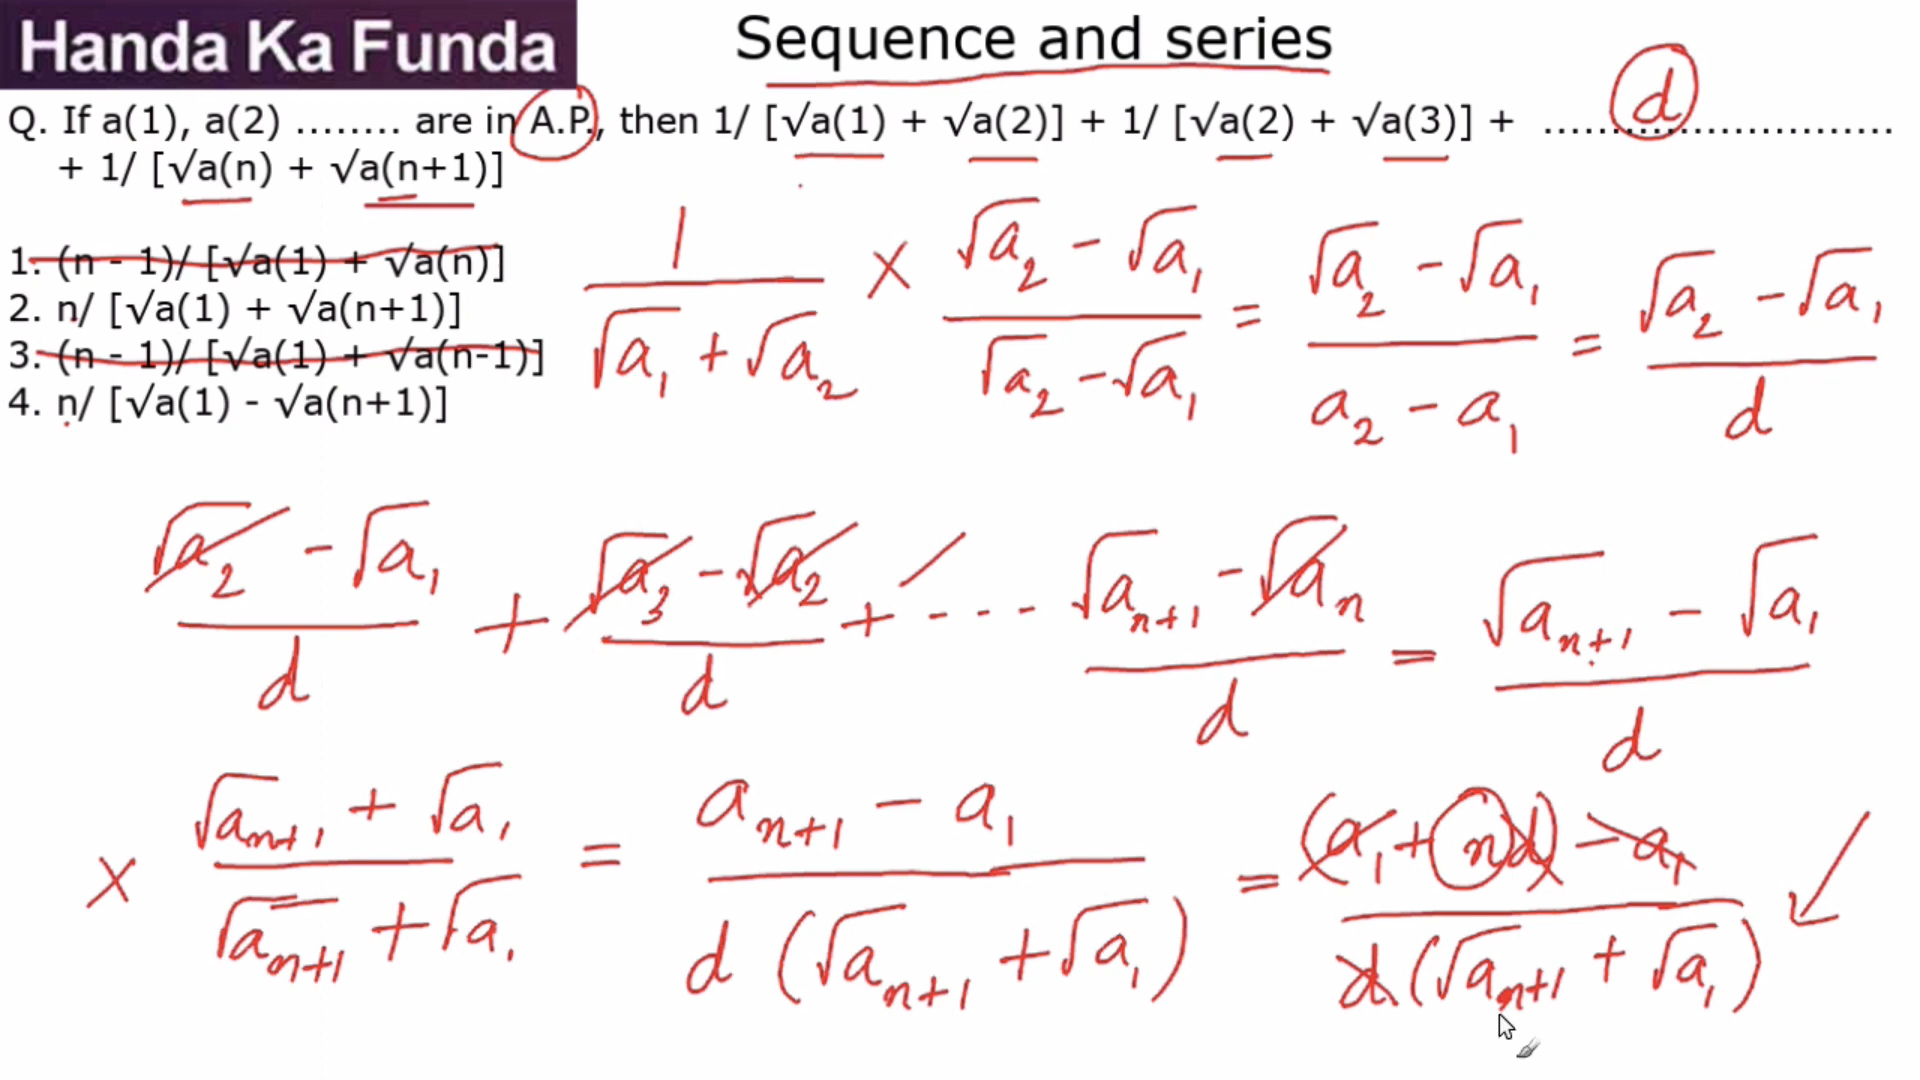 Handa Ka Funda
Sequence and series
Q. If a(1), a(2) ........ are in A.P., then 1/ [√a(1) + √a(2)] + 1/ [√a(2) + √a(3)] + ..........................
d
+ 1/ [√a(n) + √a(n+1)]
1. (n - 1)/ [√a(1) + √a(n)]
2. n/ [√a(1) + √a(n+1)]
3. (n - 1)/ [√a(1) + √a(n-1)]
4. n/ [√a(1) - √a(n+1)]
1/(√a₁ + √a₂) × (√a₂ - √a₁)/(√a₂ - √a₁) = (√a₂ - √a₁)/(a₂ - a₁) = (√a₂ - √a₁)/d
(√a₂ - √a₁)/d + (√a₃ - √a₂)/d + - - - (√aₙ₊₁ - √aₙ)/d = (√aₙ₊₁ - √a₁)/d
× (√aₙ₊₁ + √a₁)/(√aₙ₊₁ + √a₁) = (aₙ₊₁ - a₁)/d (√aₙ₊₁ + √a₁) = ((a₁ + nd) - a₁)/d (√aₙ₊₁ + √a₁)